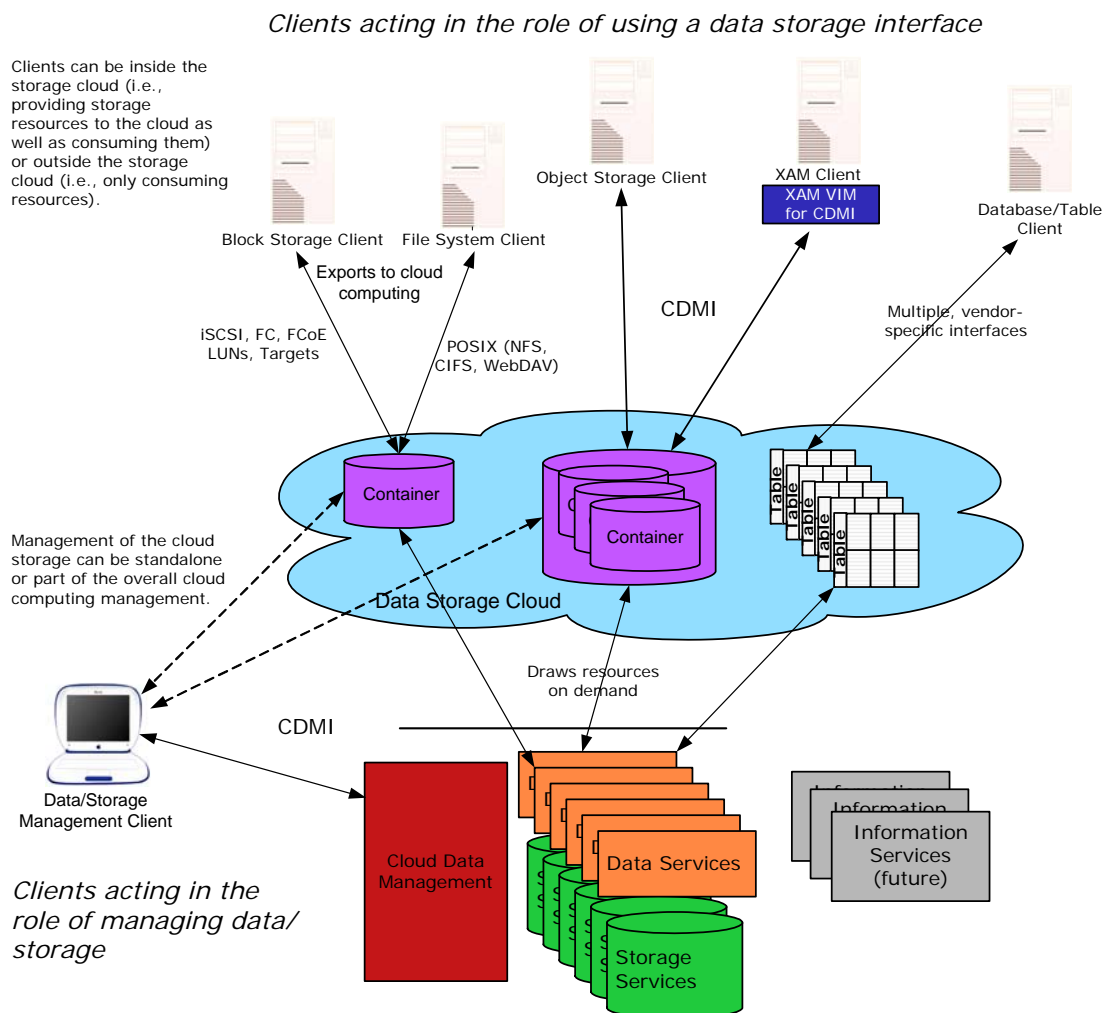 Clients acting in the role of using a data storage interface
Clients can be inside the
storage cloud (i.e.,
providing storage
resources to the cloud as
well as consuming them)
or outside the storage
cloud (i.e., only consuming
resources).
Block Storage Client
File System Client
Object Storage Client
XAM Client
XAM VIM
for CDMI
Database/Table
Client
Exports to cloud
computing
iSCSI, FC, FCoE
LUNs, Targets
POSIX (NFS,
CIFS, WebDAV)
CDMI
Multiple, vendor-
specific interfaces
Container
Container
Table
Table
Table
Table
Table
Data Storage Cloud
Management of the cloud
storage can be standalone
or part of the overall cloud
computing management.
Draws resources
on demand
CDMI
Data/Storage
Management Client
Cloud Data
Management
Data Services
Storage
Services
Information
Information
Information
Services
(future)
Clients acting in the
role of managing data/
storage